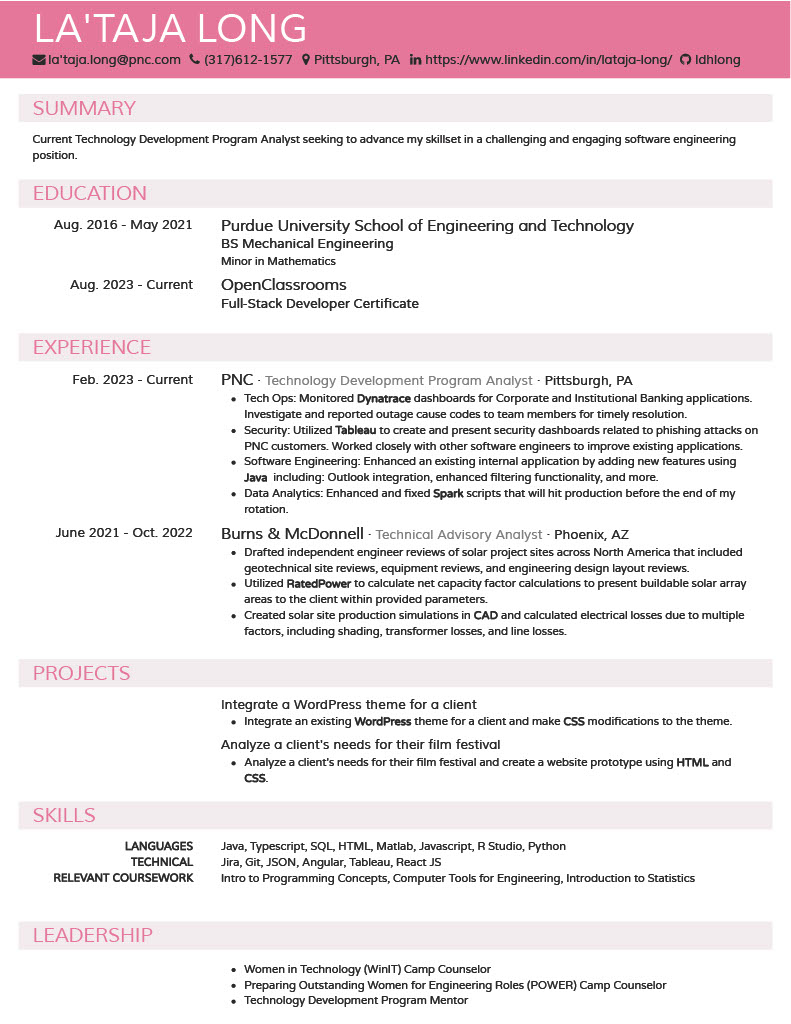 LA'TAJA LONG
la'taja.long@pnc.com (317)612-1577 Pittsburgh, PA https://www.linkedin.com/in/lataja-long/ ldhlong
SUMMARY
Current Technology Development Program Analyst seeking to advance my skillset in a challenging and engaging software engineering
position.
EDUCATION
Aug. 2016 - May 2021 Purdue University School of Engineering and Technology
BS Mechanical Engineering
Minor in Mathematics
Aug. 2023 - Current OpenClassrooms
Full-Stack Developer Certificate
EXPERIENCE
Feb. 2023 - Current PNC · Technology Development Program Analyst · Pittsburgh, PA
• Tech Ops: Monitored Dynatrace dashboards for Corporate and Institutional Banking applications.
Investigate and reported outage cause codes to team members for timely resolution.
• Security: Utilized Tableau to create and present security dashboards related to phishing attacks on
PNC customers. Worked closely with other software engineers to improve existing applications.
• Software Engineering: Enhanced an existing internal application by adding new features using
Java including: Outlook integration, enhanced filtering functionality, and more.
• Data Analytics: Enhanced and fixed Spark scripts that will hit production before the end of my
rotation.
June 2021 - Oct. 2022 Burns & McDonnell · Technical Advisory Analyst · Phoenix, AZ
• Drafted independent engineer reviews of solar project sites across North America that included
geotechnical site reviews, equipment reviews, and engineering design layout reviews.
• Utilized RatedPower to calculate net capacity factor calculations to present buildable solar array
areas to the client within provided parameters.
• Created solar site production simulations in CAD and calculated electrical losses due to multiple
factors, including shading, transformer losses, and line losses.
PROJECTS
Integrate a WordPress theme for a client
• Integrate an existing WordPress theme for a client and make CSS modifications to the theme.
Analyze a client's needs for their film festival
• Analyze a client's needs for their film festival and create a website prototype using HTML and
CSS.
SKILLS
LANGUAGES Java, Typescript, SQL, HTML, Matlab, Javascript, R Studio, Python
TECHNICAL Jira, Git, JSON, Angular, Tableau, React JS
RELEVANT COURSEWORK Intro to Programming Concepts, Computer Tools for Engineering, Introduction to Statistics
LEADERSHIP
• Women in Technology (WinIT) Camp Counselor
• Preparing Outstanding Women for Engineering Roles (POWER) Camp Counselor
• Technology Development Program Mentor